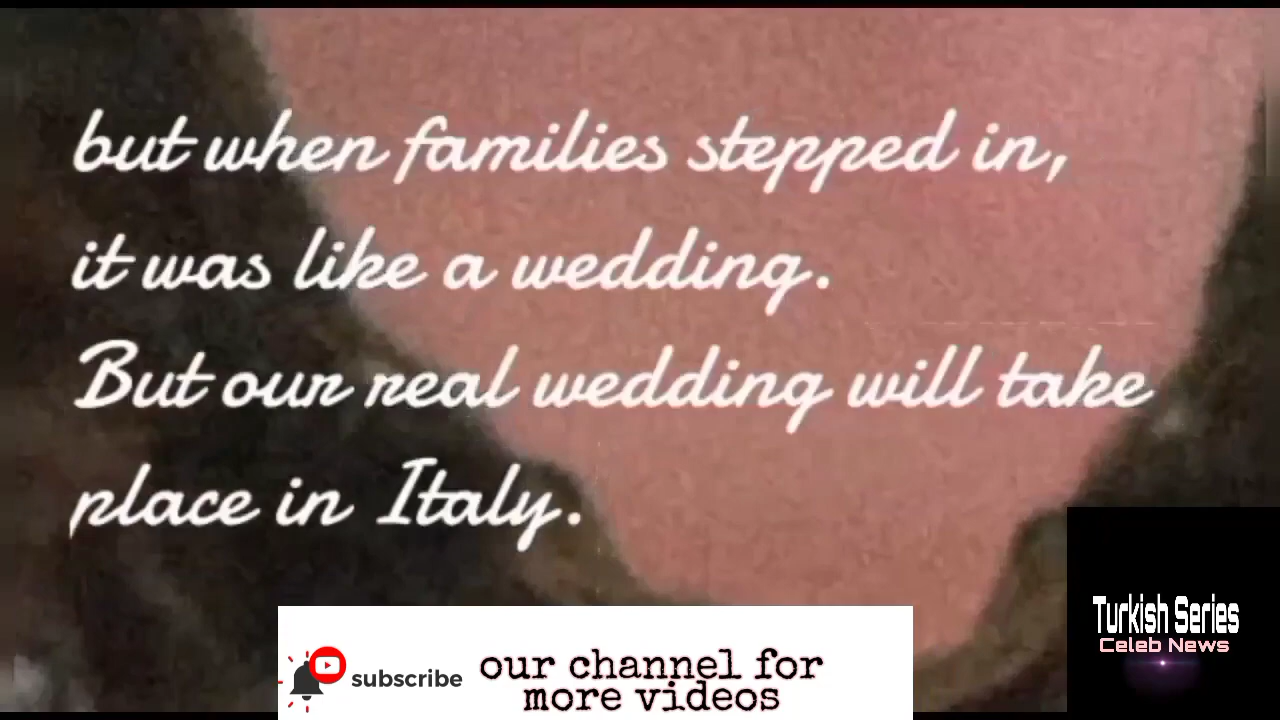 but when families stepped in,
it was like a wedding.
But our real wedding will take
place in Italy.
subscribe
our channel for
more videos
Turkish Series
Celeb News